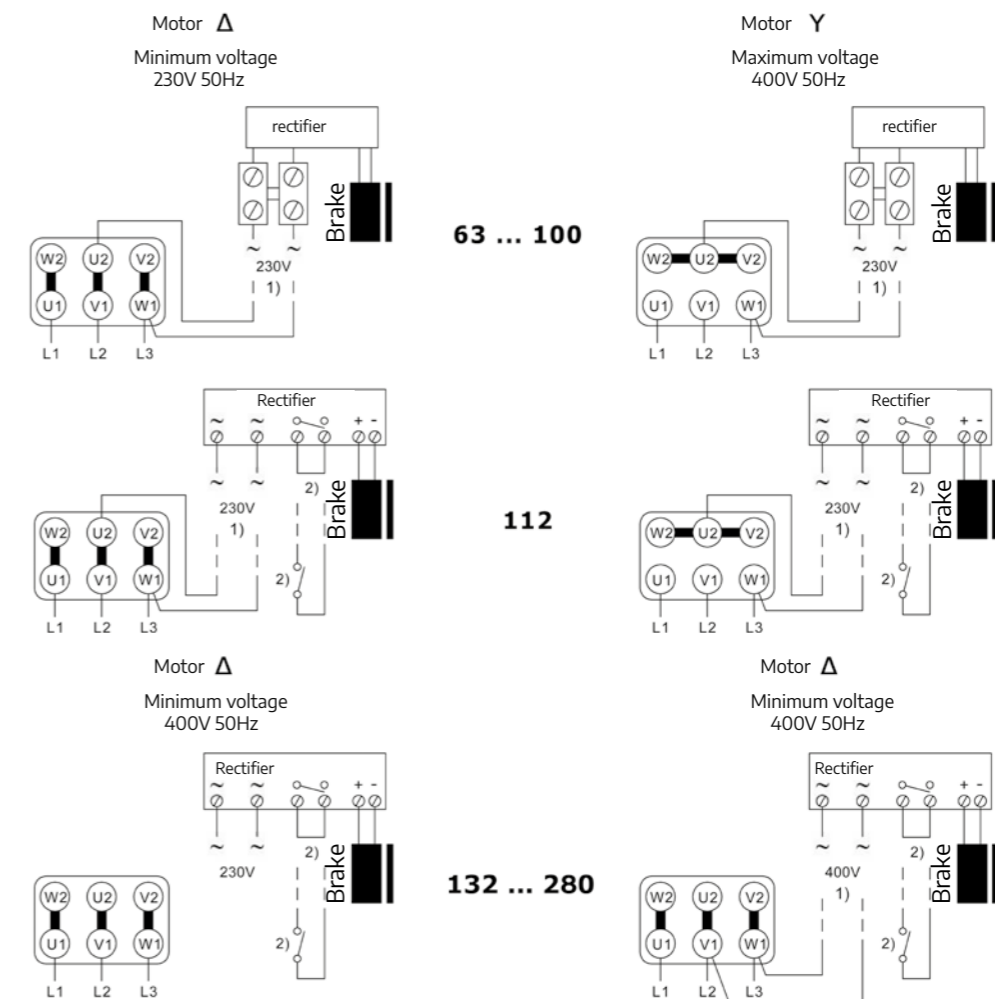 Motor Δ
Minimum voltage
230V 50Hz
Motor Y
Maximum voltage
400V 50Hz
rectifier
Brake
~ ~
230V
1)
W2 U2 V2
U1 V1 W1
L1 L2 L3
63 ... 100
rectifier
Brake
~ ~
230V
1)
W2 U2 V2
U1 V1 W1
L1 L2 L3
Rectifier
~ ~ + -
~ ~
230V
1)
2)
2)
Brake
W2 U2 V2
U1 V1 W1
L1 L2 L3
112
Rectifier
~ ~ + -
~ ~
230V
1)
2)
2)
Brake
W2 U2 V2
U1 V1 W1
L1 L2 L3
Motor Δ
Minimum voltage
400V 50Hz
Motor Δ
Minimum voltage
400V 50Hz
Rectifier
~ ~ + -
~ ~
230V
2)
2)
Brake
W2 U2 V2
U1 V1 W1
L1 L2 L3
132 ... 280
Rectifier
~ ~ + -
~ ~
400V
1)
2)
2)
Brake
W2 U2 V2
U1 V1 W1
L1 L2 L3